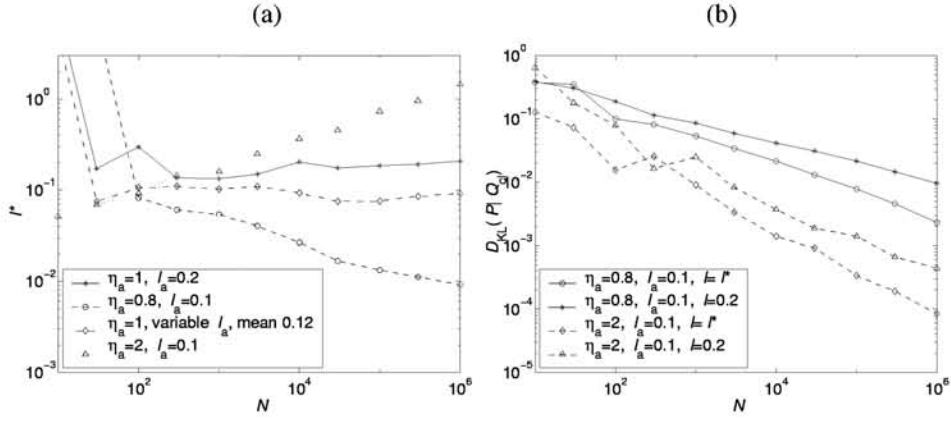 (a)
(b)
10^0
10^-1
10^-2
10^-3
l*
10^2
10^4
10^6
N
η_a=1, l_a=0.2
η_a=0.8, l_a=0.1
η_a=1, variable l_a, mean 0.12
η_a=2, l_a=0.1
10^0
10^-1
10^-2
10^-3
10^-4
10^-5
D_KL( P| Q_cl)
10^2
10^4
10^6
N
η_a=0.8, l_a=0.1, l=l*
η_a=0.8, l_a=0.1, l=0.2
η_a=2, l_a=0.1, l=l*
η_a=2, l_a=0.1, l=0.2